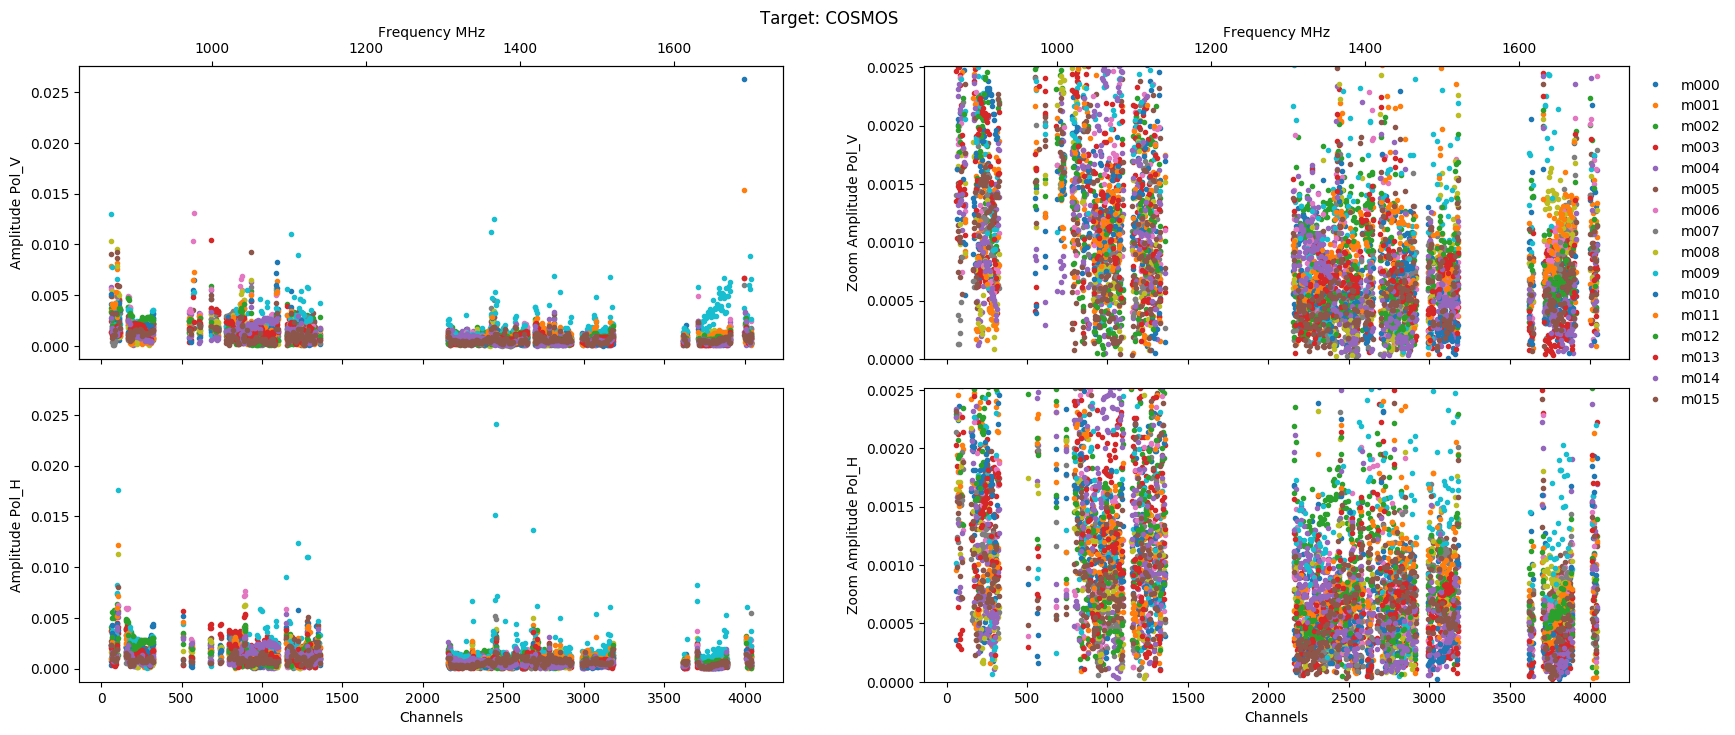 Target: COSMOS
Frequency MHz
1000 1200 1400 1600
Amplitude Pol_V
0.025
0.020
0.015
0.010
0.005
0.000
Frequency MHz
1000 1200 1400 1600
Zoom Amplitude Pol_V
0.0025
0.0020
0.0015
0.0010
0.0005
0.0000
Amplitude Pol_H
0.025
0.020
0.015
0.010
0.005
0.000
0 500 1000 1500 2000 2500 3000 3500 4000
Channels
Zoom Amplitude Pol_H
0.0025
0.0020
0.0015
0.0010
0.0005
0.0000
0 500 1000 1500 2000 2500 3000 3500 4000
Channels
m000
m001
m002
m003
m004
m005
m006
m007
m008
m009
m010
m011
m012
m013
m014
m015